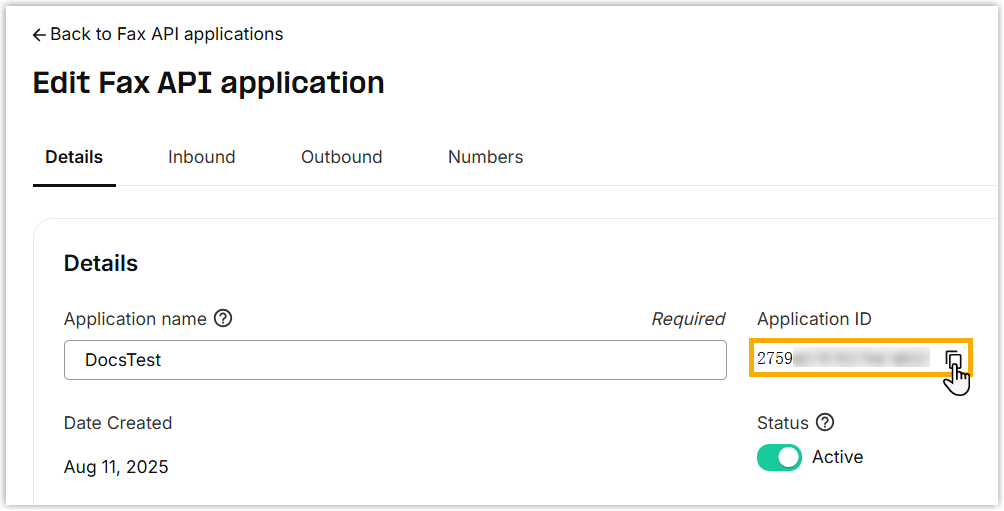 Back to Fax API applications
Edit Fax API application
Details Inbound Outbound Numbers
Details
Application name Required Application ID
DocsTest 2759
Date Created Status
Aug 11, 2025 Active